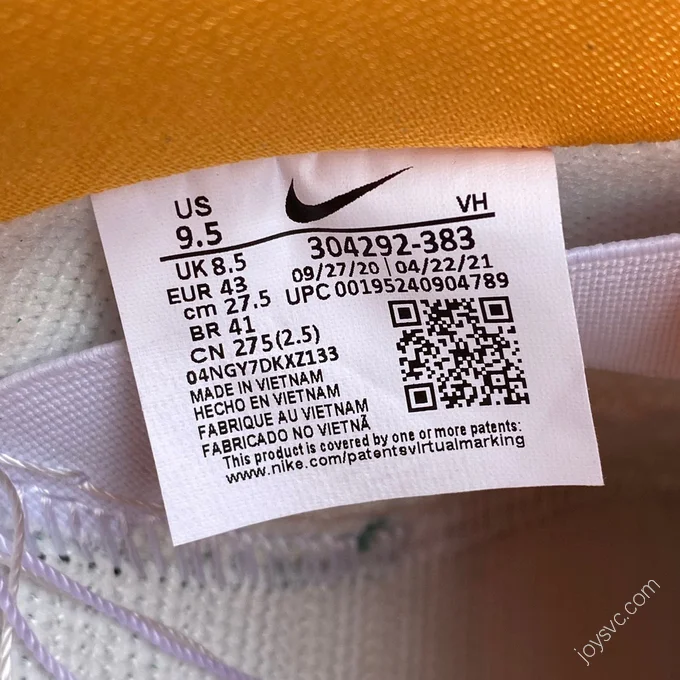 US VH
9.5
UK 8.5 304292-383
EUR 43 09/27/20 | 04/22/21
cm 27.5 UPC 00195240904789
BR 41
CN 275(2.5)
04NGY7DKXZ133
MADE IN VIETNAM
HECHO EN VIETNAM
FABRIQUE AU VIETNAM
FABRICADO NO VIETNÃ
This product is covered by one or more patents:
www.nike.com/patentsvirtualmarking
joysvc.com